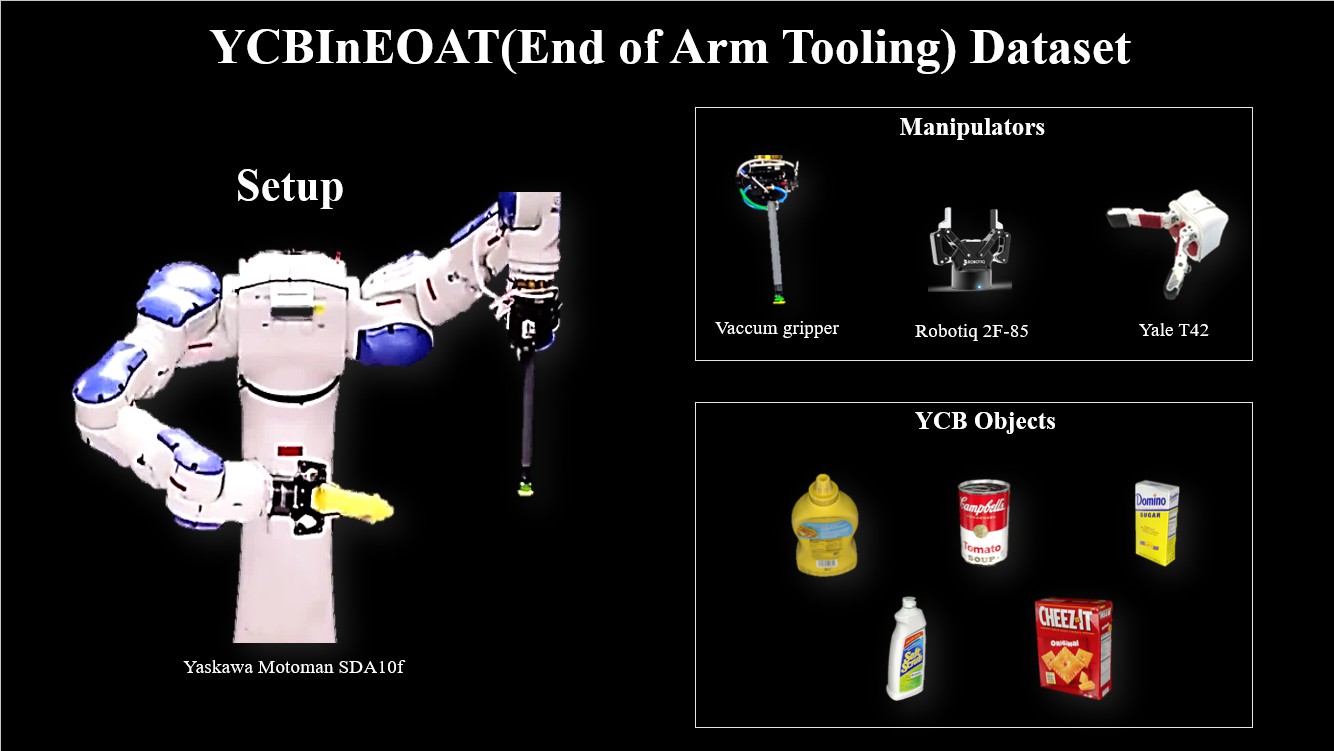 YCBInEOAT(End of Arm Tooling) Dataset
Setup
Yaskawa Motoman SDA10f
Manipulators
Vaccum gripper
Robotiq 2F-85
Yale T42
ROBOTIQ
YCB Objects
Campbell's
Tomato
SOUP
Domino
SUGAR
Soft
Scrub
CHEEZ-IT
ORIGINAL